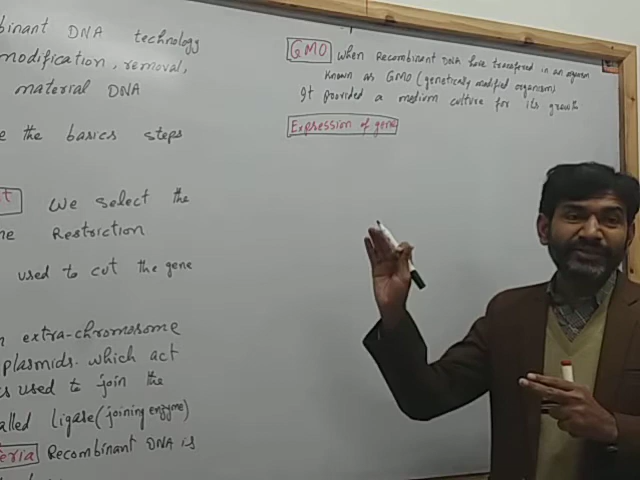 binant DNA technology
modification, removal,
material DNA
e the basics steps
We select the
ne Restriction
used to cut the gene
extra-chromosome
plasmids. which act
s used to join the
alled Ligase (joining enzyme)
eria Recombinant DNA is
GMO When Recombinant DNA have transfered in an organism
known as GMO (genetically modified organism)
It provided a medium culture for its growth
Expression of gene